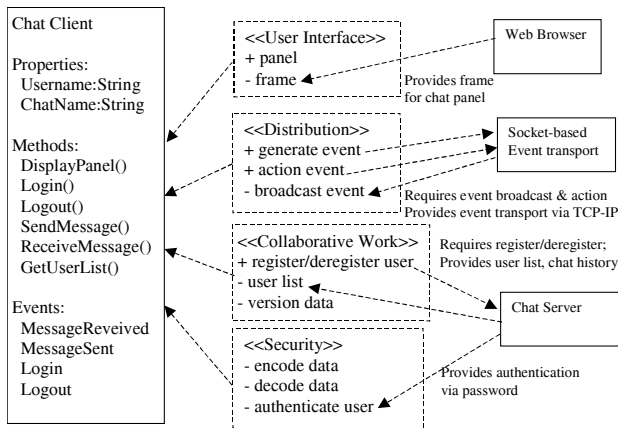 Chat Client
Properties:
Username:String
ChatName:String
Methods:
DisplayPanel()
Login()
Logout()
SendMessage()
ReceiveMessage()
GetUserList()
Events:
MessageReveived
MessageSent
Login
Logout
<<User Interface>>
+ panel
- frame
<<Distribution>>
+ generate event
+ action event
- broadcast event
<<Collaborative Work>>
+ register/deregister user
- user list
- version data
<<Security>>
- encode data
- decode data
- authenticate user
Web Browser
Provides frame
for chat panel
Socket-based
Event transport
Requires event broadcast & action
Provides event transport via TCP-IP
Requires register/deregister;
Provides user list, chat history
Chat Server
Provides authentication
via password